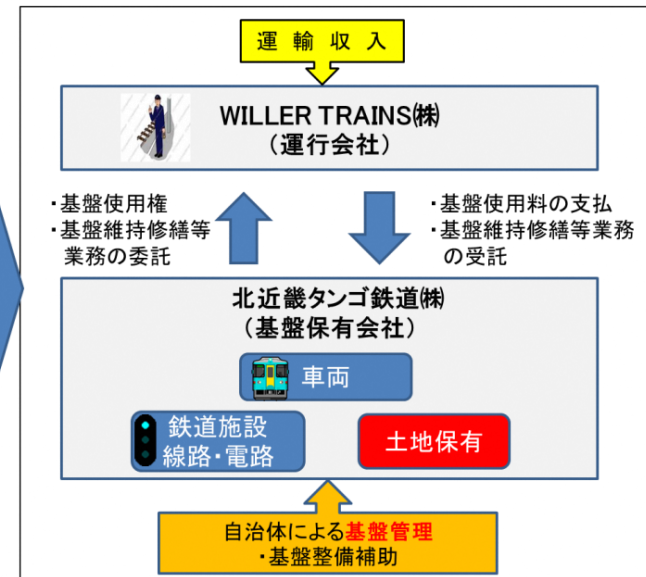 運輸収入
WILLER TRAINS㈱
（運行会社）
・基盤使用権
・基盤維持修繕等
業務の委託
・基盤使用料の支払
・基盤維持修繕等業務
の受託
北近畿タンゴ鉄道㈱
（基盤保有会社）
車両
鉄道施設
線路・電路
土地保有
自治体による基盤管理
・基盤整備補助